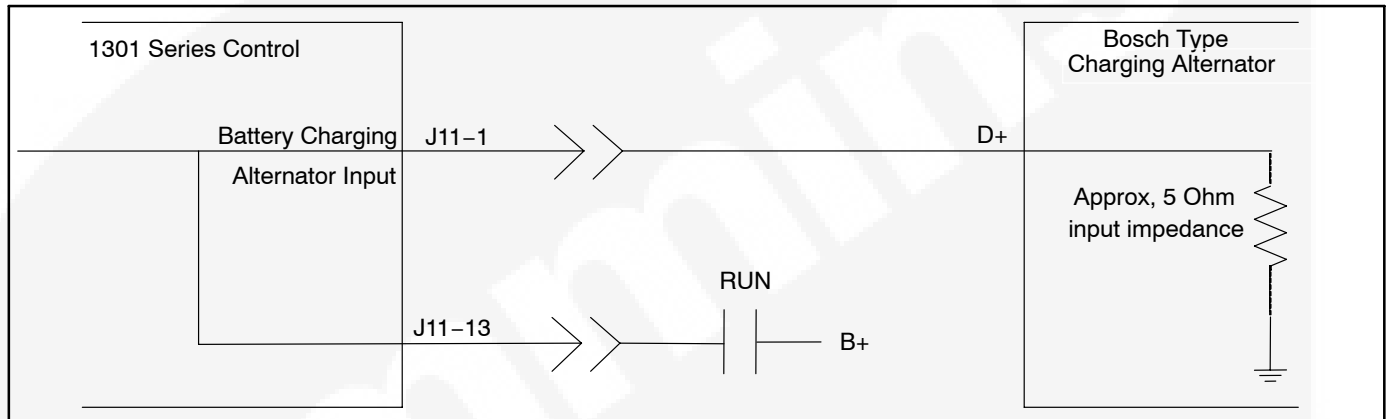 1301 Series Control
Bosch Type
Charging Alternator
Battery Charging
Alternator Input
J11−1
D+
Approx, 5 Ohm
input impedance
RUN
J11−13
B+